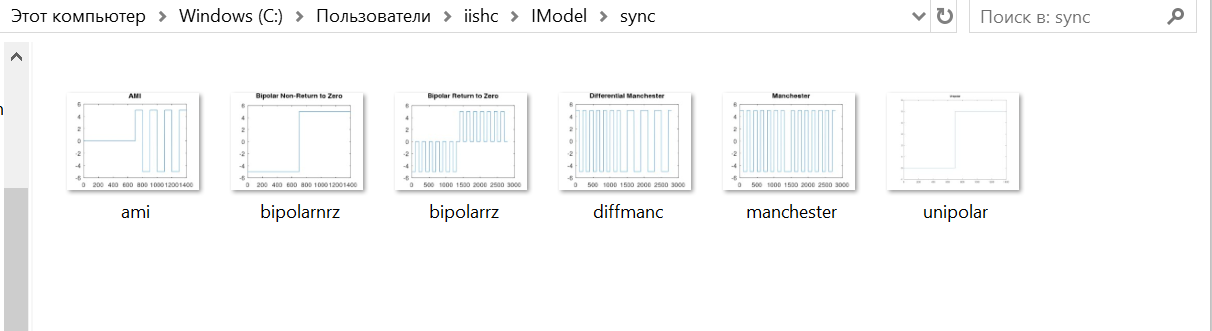 Этот компьютер > Windows (C:) > Пользователи > iishc > IModel > sync
Поиск в: sync
AMI
6
4
2
0
-2
-4
-6
0 200 400 600 800 1000 1200 1400
ami
Bipolar Non-Return to Zero
6
4
2
0
-2
-4
-6
0 200 400 600 800 1000 1200 1400
bipolarnrz
Bipolar Return to Zero
6
4
2
0
-2
-4
-6
0 500 1000 1500 2000 2500 3000
bipolarrz
Differential Manchester
6
4
2
0
-2
-4
-6
0 500 1000 1500 2000 2500 3000
diffmanc
Manchester
6
4
2
0
-2
-4
-6
0 500 1000 1500 2000 2500 3000
manchester
unipolar